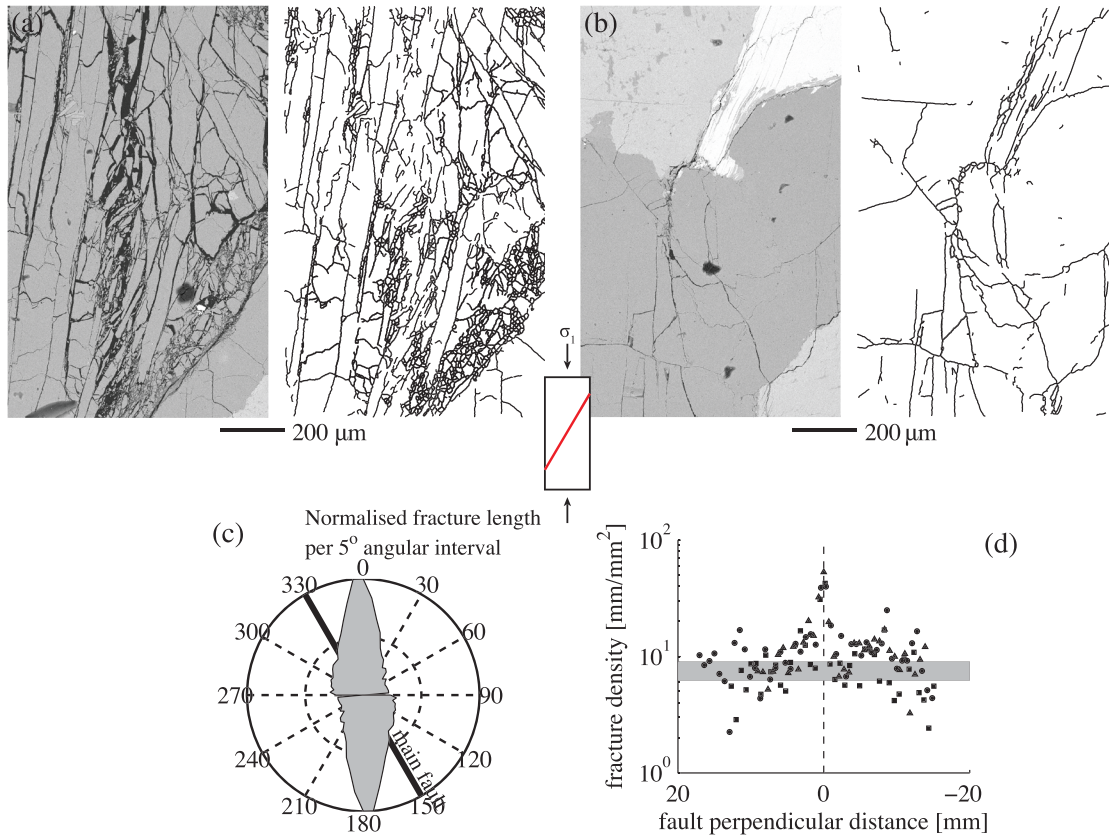 (a)
(b)
200 μm
σ₁
200 μm
(c)
Normalised fracture length
per 5° angular interval
0
30
60
90
120
150
180
210
240
270
300
330
main fault
(d)
fracture density [mm/mm²]
10²
10¹
10⁰
20
0
−20
fault perpendicular distance [mm]